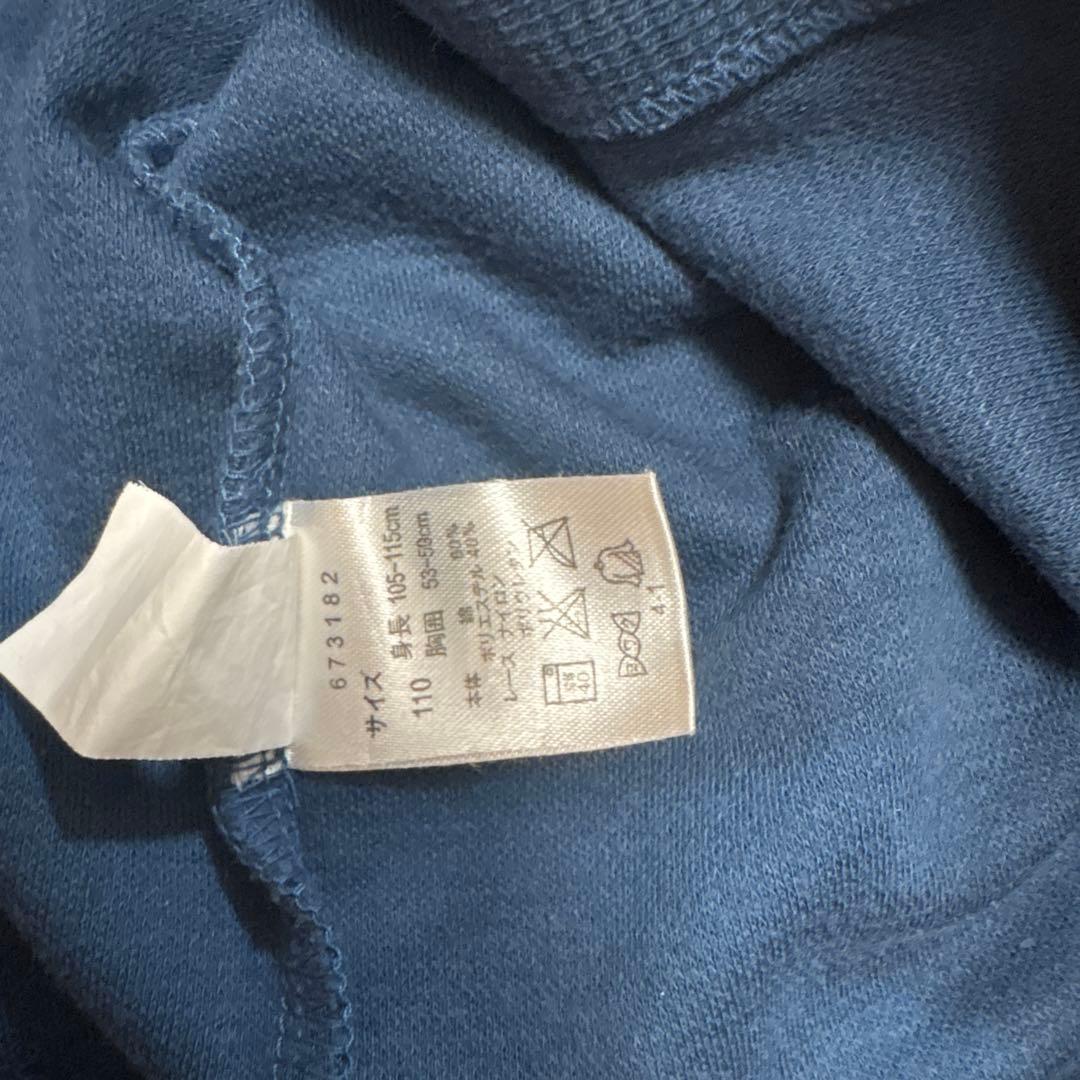 673182
サイズ
110
身長 105-115cm
胸囲 53-59cm
本体 綿 60%
ポリエステル 40%
レース ナイロン
ポリウレタン
40
4.1